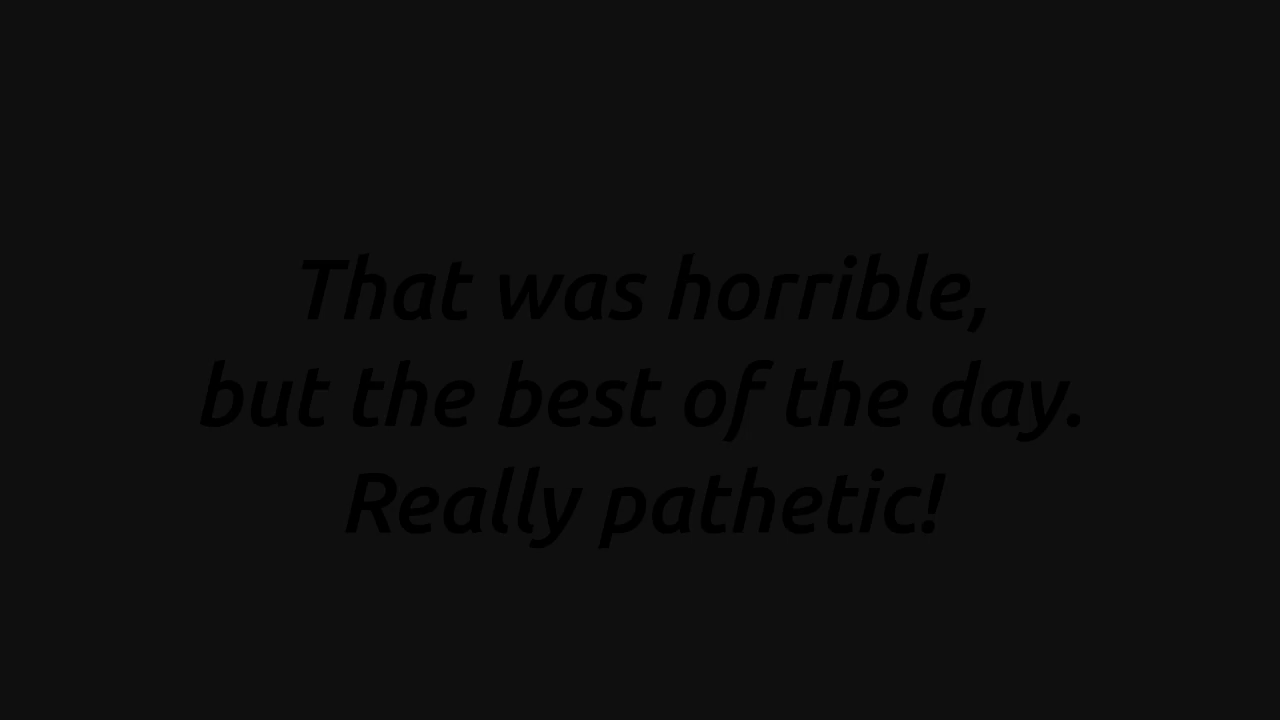 That was horrible,
but the best of the day.
Really pathetic!